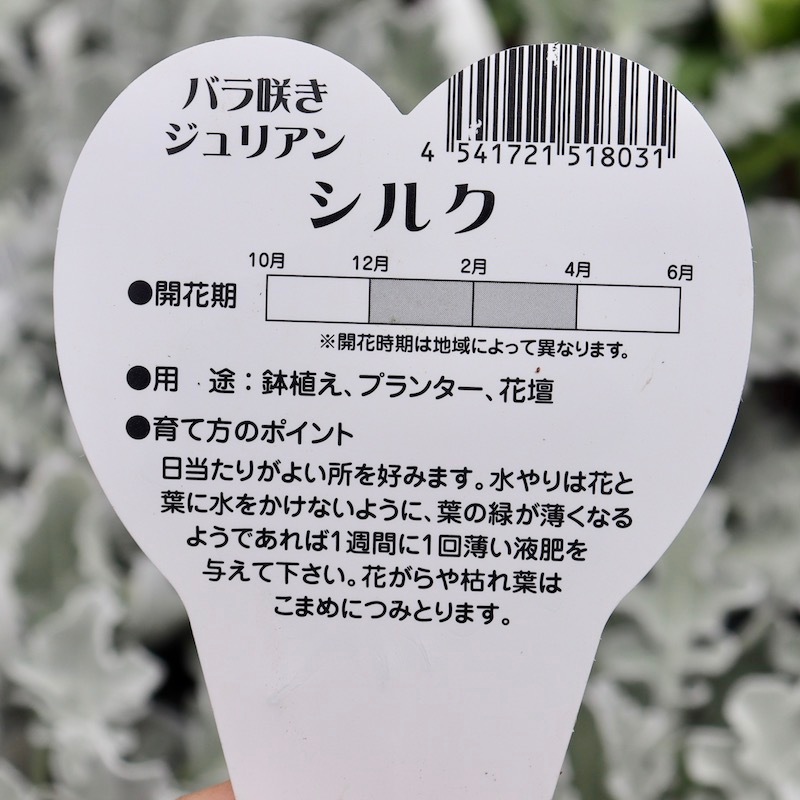 バラ咲き
ジュリアン
4 541721 518031
シルク
10月 12月 2月 4月 6月
●開花期
※開花時期は地域によって異なります。
●用 途：鉢植え、プランター、花壇
●育て方のポイント
日当たりがよい所を好みます。水やりは花と
葉に水をかけないように、葉の緑が薄くなる
ようであれば1週間に1回薄い液肥を
与えて下さい。花がらや枯れ葉は
こまめにつみとります。